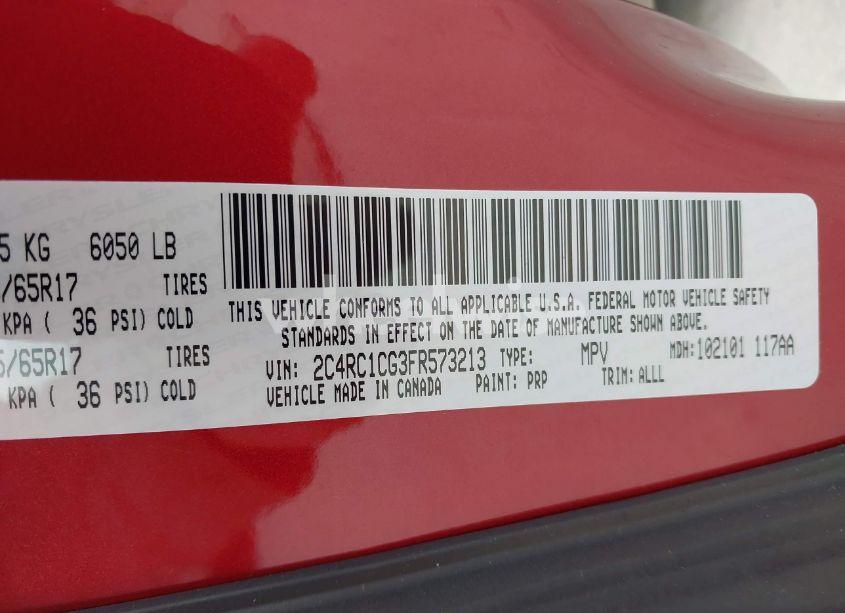 5 KG 6050 LB
/65R17 TIRES
KPA ( 36 PSI) COLD
5/65R17 TIRES
KPA ( 36 PSI) COLD
THIS VEHICLE CONFORMS TO ALL APPLICABLE U.S.A. FEDERAL MOTOR VEHICLE SAFETY
STANDARDS IN EFFECT ON THE DATE OF MANUFACTURE SHOWN ABOVE.
VIN: 2C4RC1CG3FR573213 TYPE: MPV MDH:102101 117AA
VEHICLE MADE IN CANADA PAINT: PRP TRIM: ALLL